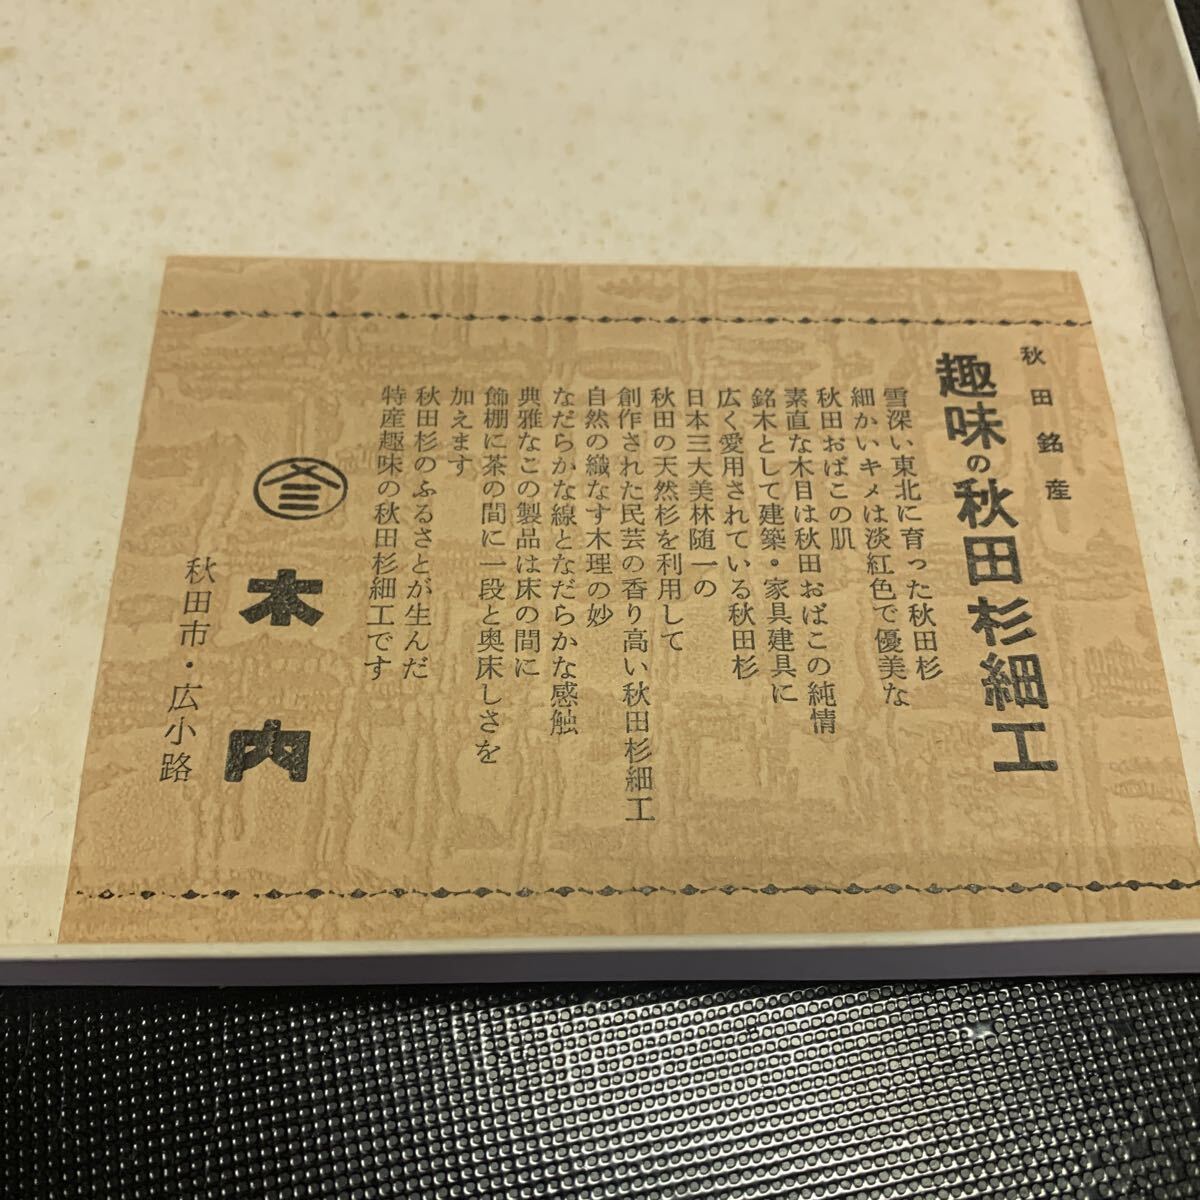 秋田銘産
趣味の秋田杉細工
雪深い東北に育った秋田杉
細かいキメは淡紅色で優美な
秋田おばこの肌
素直な木目は秋田おばこの純情
銘木として建築・家具建具に
広く愛用されている秋田杉
日本三大美林随一の
秋田の天然杉を利用して
創作された民芸の香り高い秋田杉細工
自然の織なす木理の妙
なだらかな線となだらかな感触
典雅なこの製品は床の間に
飾棚に茶の間に一段と奥床しさを
加えます
秋田杉のふるさとが生んだ
特産趣味の秋田杉細工です
木内
秋田市・広小路